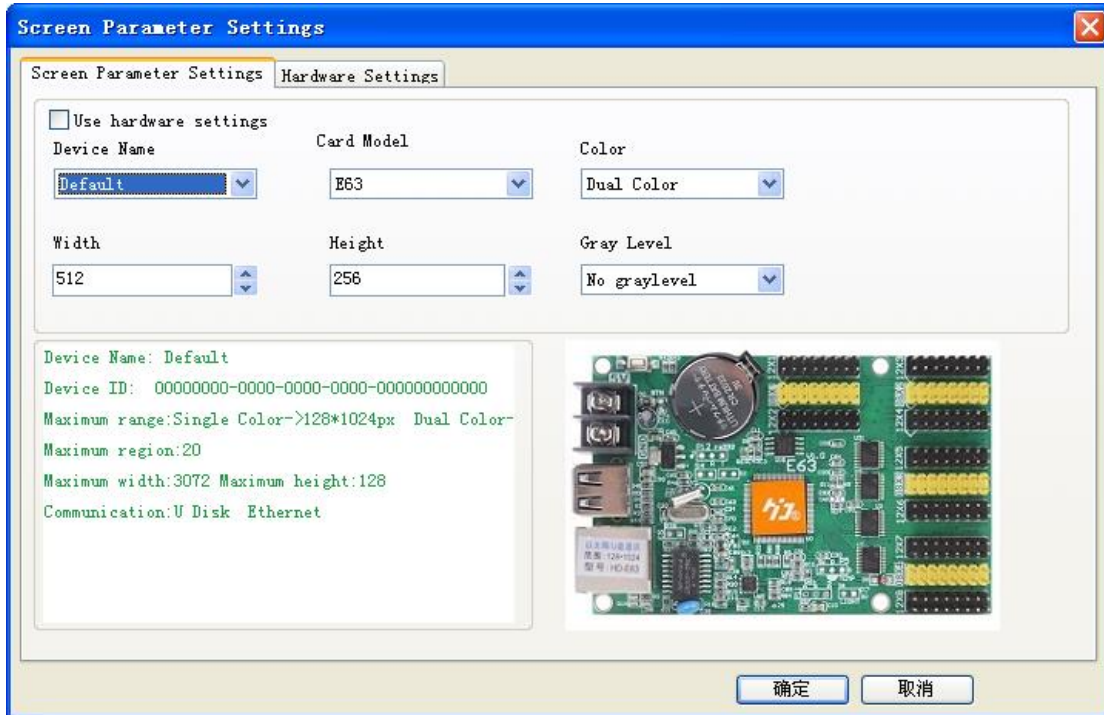 Screen Parameter Settings
Screen Parameter Settings
Hardware Settings
Use hardware settings
Device Name
Card Model
Color
Default
E63
Dual Color
Width
Height
Gray Level
512
256
No graylevel
Device Name: Default
Device ID: 00000000-0000-0000-0000-000000000000
Maximum range:Single Color->128*1024px Dual Color-
Maximum region:20
Maximum width:3072 Maximum height:128
Communication:U Disk Ethernet
E63
12X5
12X7
12X8
确定
取消